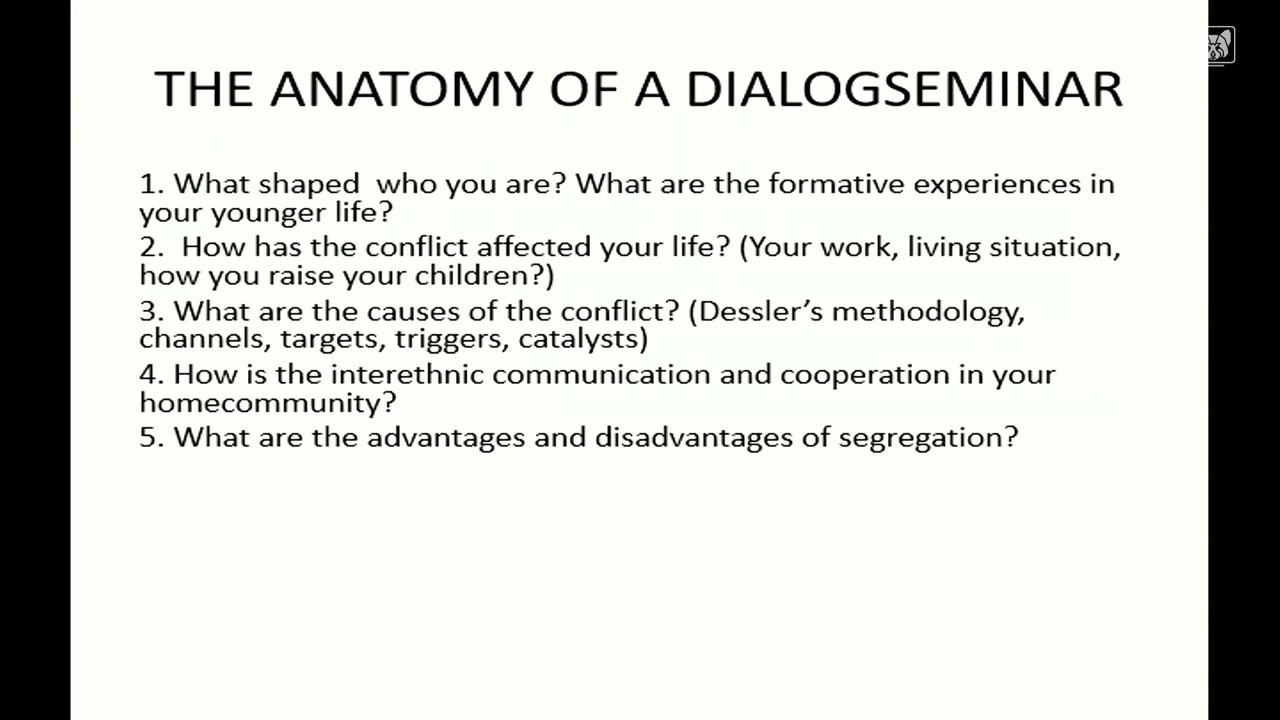 THE ANATOMY OF A DIALOGSEMINAR
1. What shaped  who you are? What are the formative experiences in
your younger life?
2.  How has the conflict affected your life? (Your work, living situation,
how you raise your children?)
3. What are the causes of the conflict? (Dessler’s methodology,
channels, targets, triggers, catalysts)
4. How is the interethnic communication and cooperation in your
homecommunity?
5. What are the advantages and disadvantages of segregation?